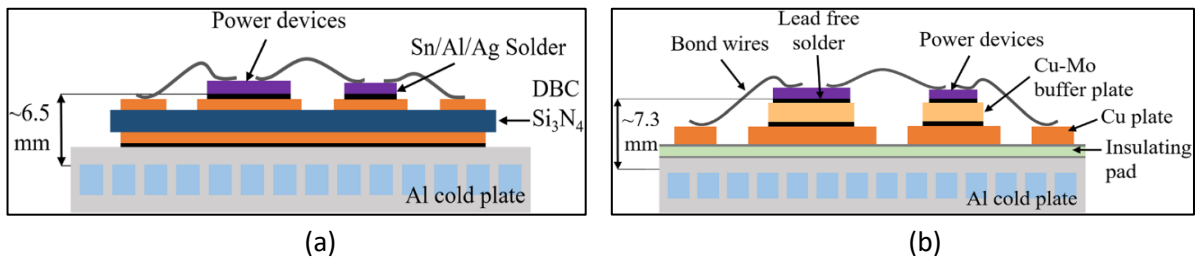 Power devices
Sn/Al/Ag Solder
DBC
~6.5
mm
Si₃N₄
Al cold plate
(a)
Lead free
solder
Bond wires
Power devices
Cu-Mo
buffer plate
~7.3
mm
Cu plate
Insulating
pad
Al cold plate
(b)